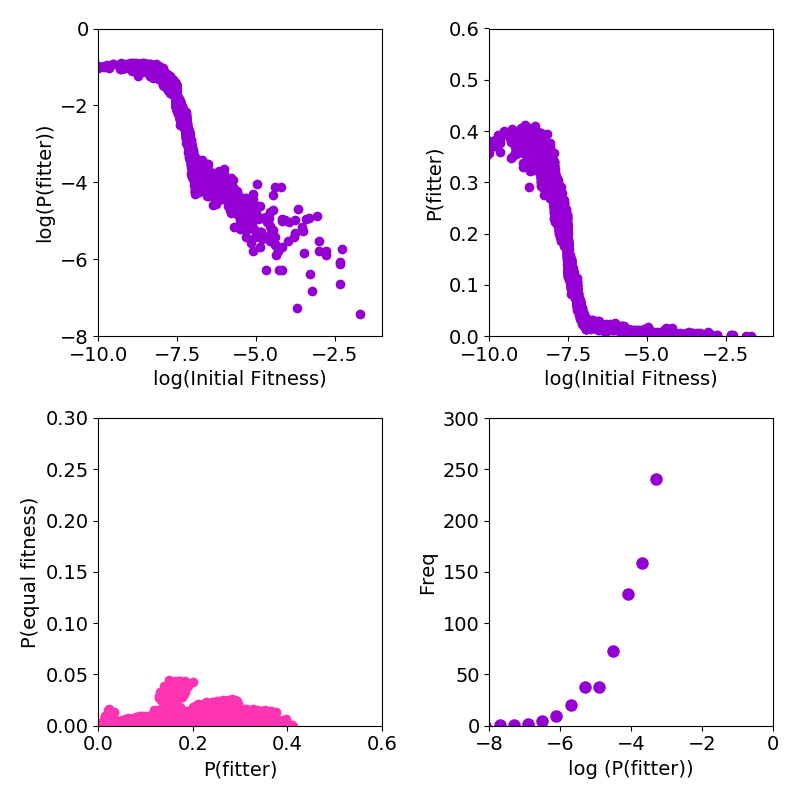 0
−2
−4
−6
−8
log(P(fitter))
−10.0 −7.5 −5.0 −2.5
log(Initial Fitness)
0.6
0.5
0.4
0.3
0.2
0.1
0.0
P(fitter)
−10.0 −7.5 −5.0 −2.5
log(Initial Fitness)
0.30
0.25
0.20
0.15
0.10
0.05
0.00
P(equal fitness)
0.0 0.2 0.4 0.6
P(fitter)
300
250
200
150
100
50
0
Freq
−8 −6 −4 −2 0
log (P(fitter))